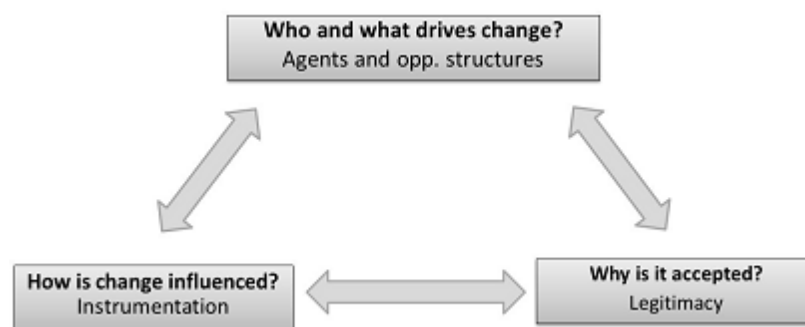 Who and what drives change?
Agents and opp. structures
How is change influenced?
Instrumentation
Why is it accepted?
Legitimacy